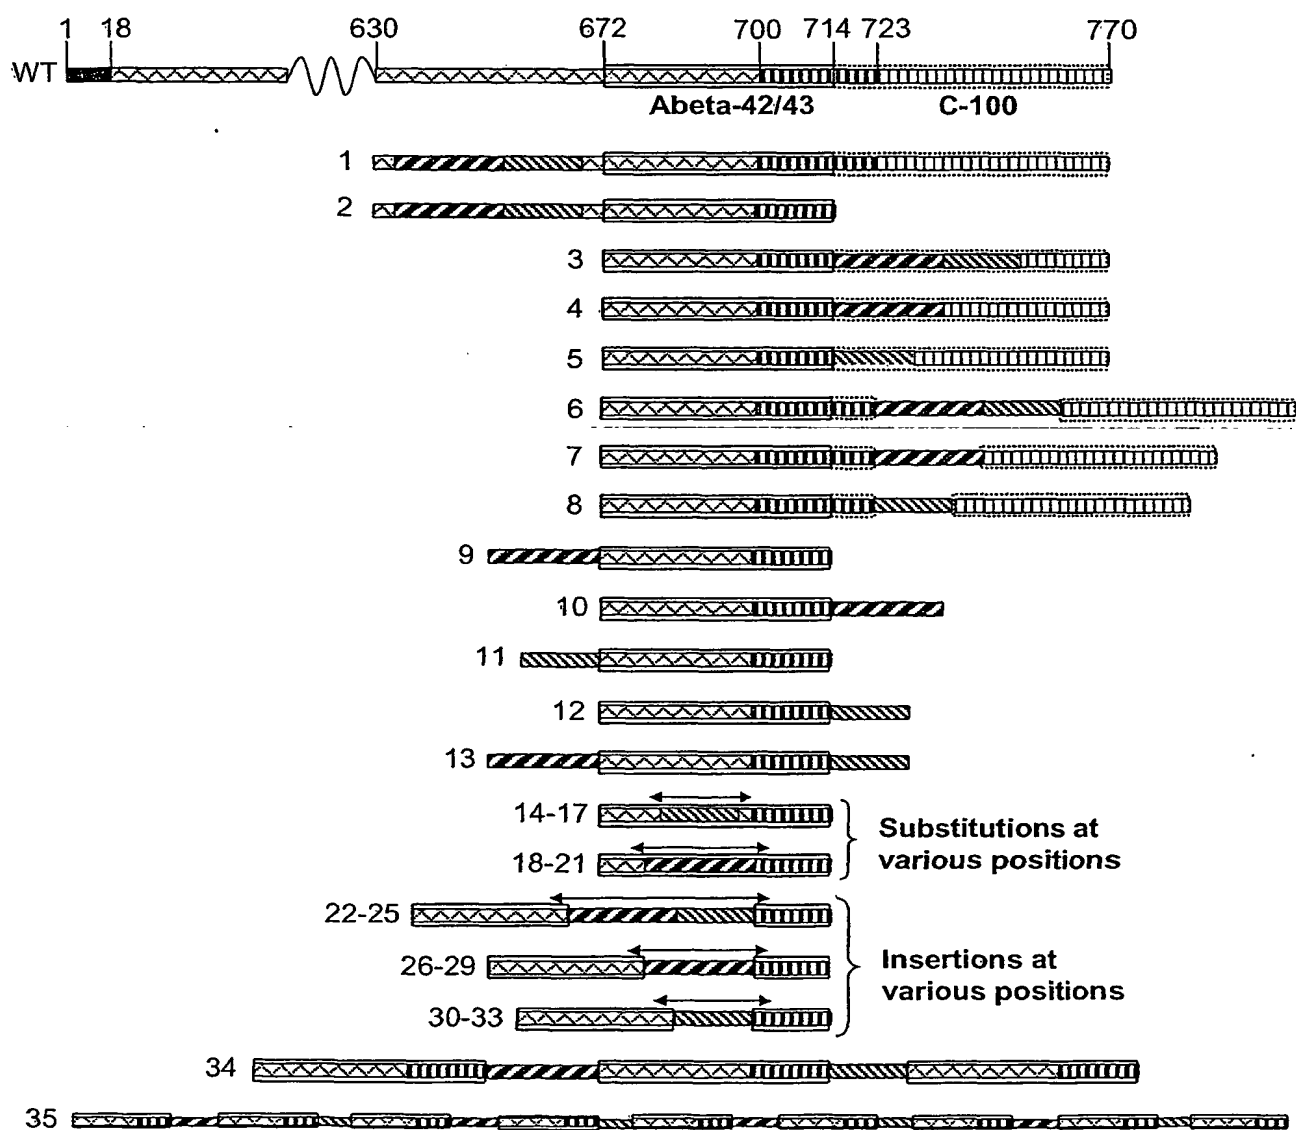 1 18 630 672 700 714 723 770
WT
Abeta-42/43 C-100
1
2
3
4
5
6
7
8
9
10
11
12
13
14-17
Substitutions at
various positions
18-21
22-25
26-29
Insertions at
various positions
30-33
34
35